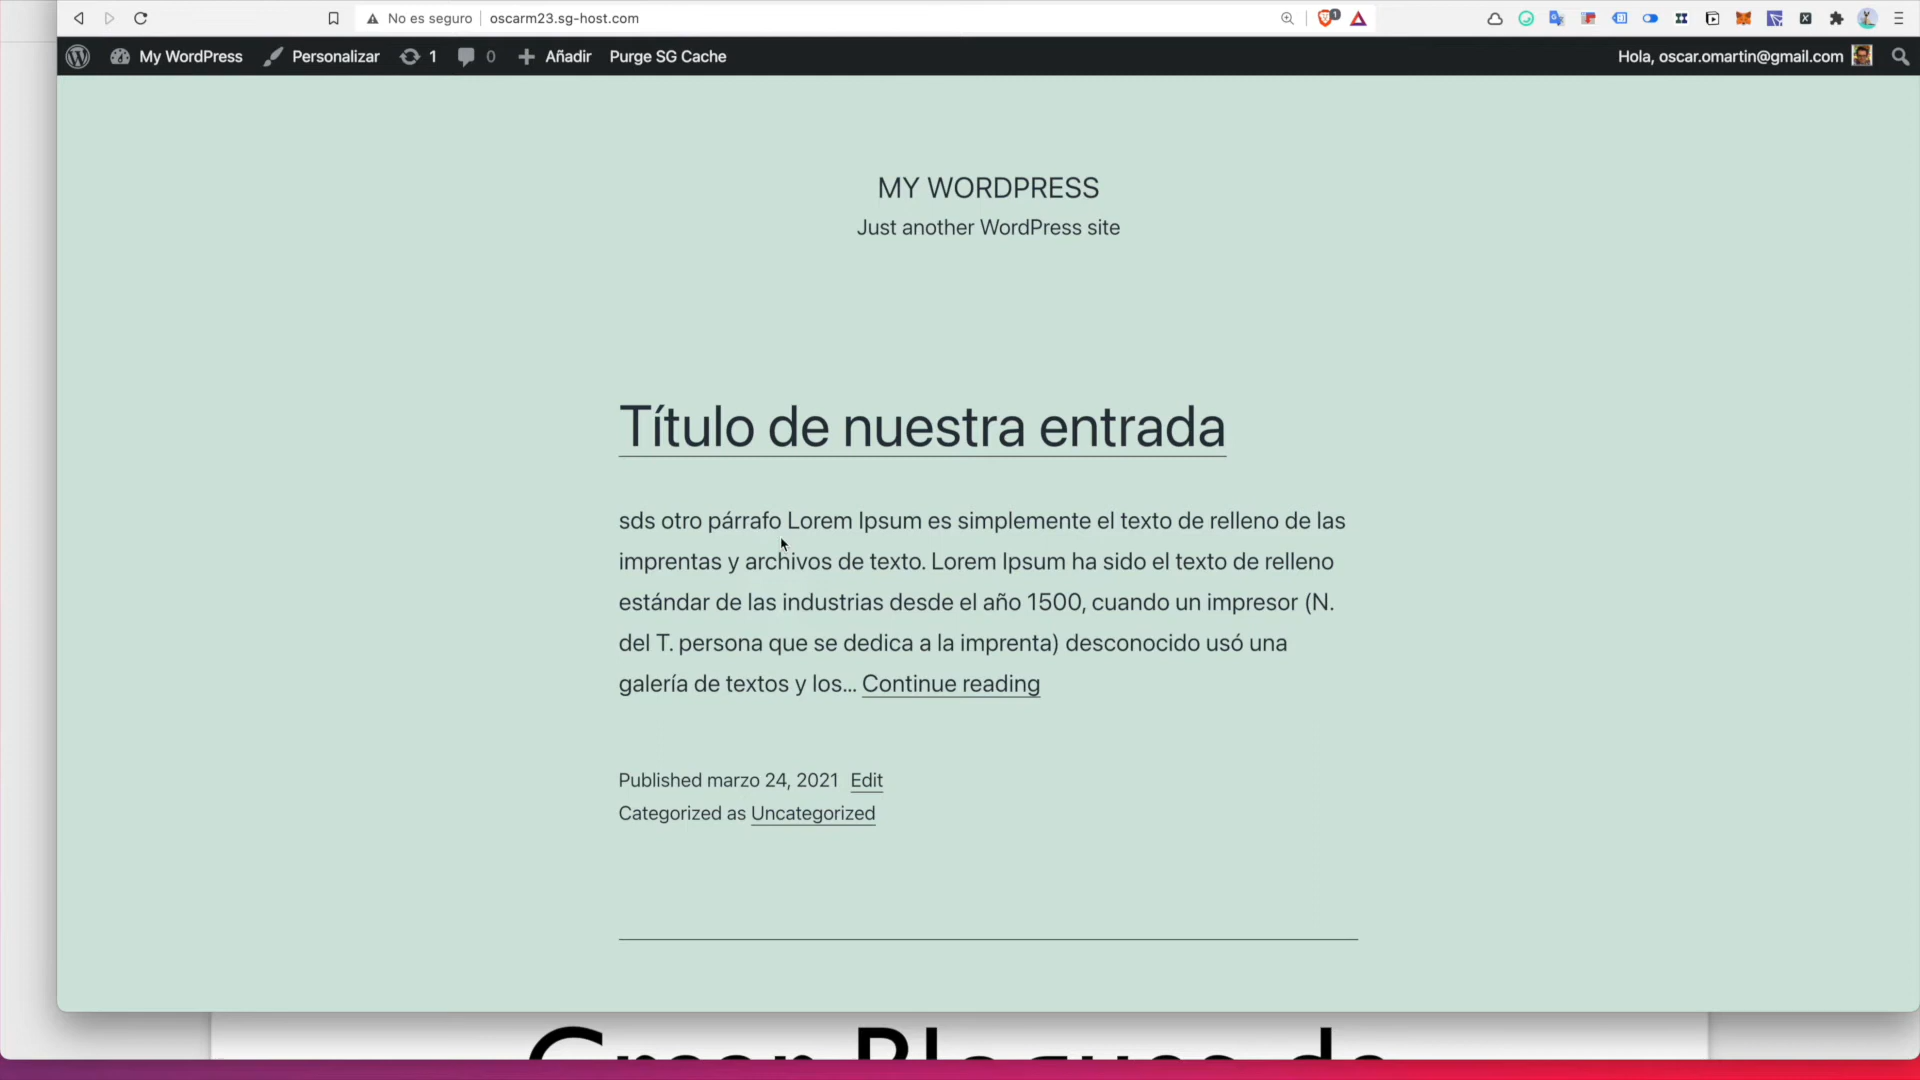 No es seguro oscarm23.sg-host.com 1
My WordPress Personalizar 1 0 Añadir Purge SG Cache Hola, oscar.omartin@gmail.com
MY WORDPRESS
Just another WordPress site
Título de nuestra entrada
sds otro párrafo Lorem Ipsum es simplemente el texto de relleno de las
imprentas y archivos de texto. Lorem Ipsum ha sido el texto de relleno
estándar de las industrias desde el año 1500, cuando un impresor (N.
del T. persona que se dedica a la imprenta) desconocido usó una
galería de textos y los... Continue reading
Published marzo 24, 2021 Edit
Categorized as Uncategorized
Crear Bloques de